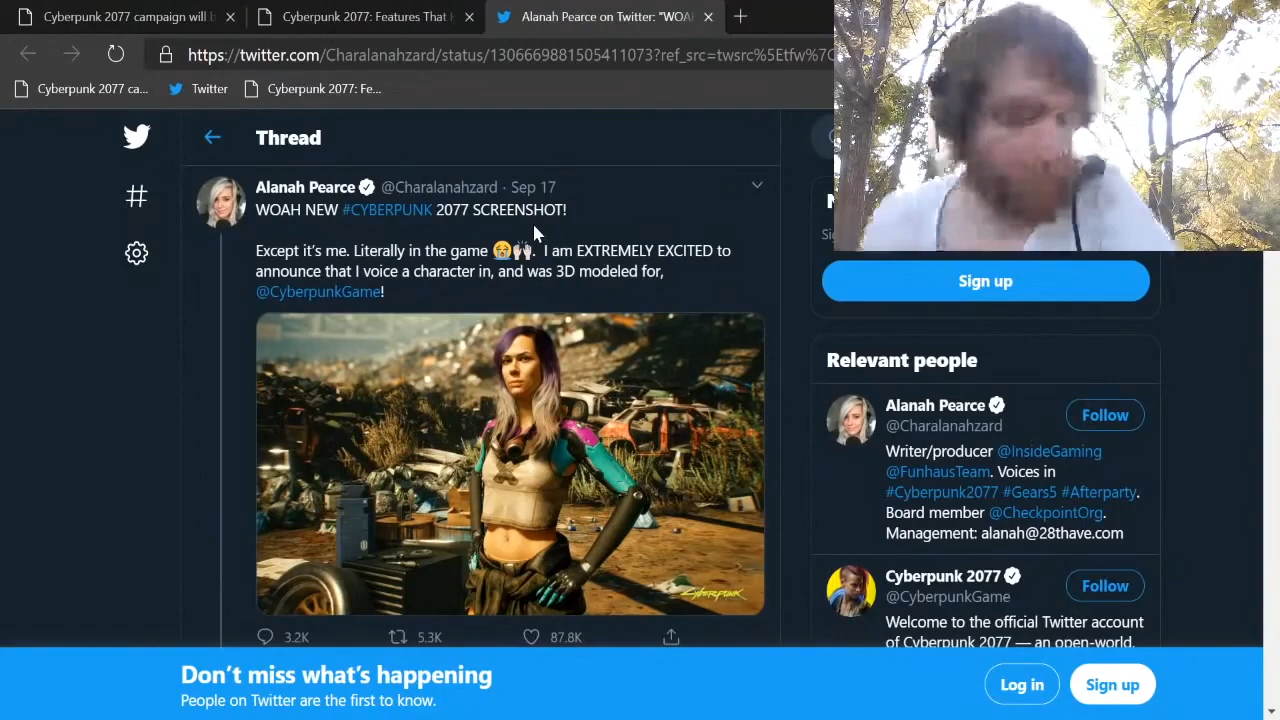 Cyberpunk 2077 campaign will b
Cyberpunk 2077: Features That H
Alanah Pearce on Twitter: "WOAH
https://twitter.com/Charalanahzard/status/1306669881505411073?ref_src=twsrc%5Etfw%7C
Cyberpunk 2077 ca...
Twitter
Cyberpunk 2077: Fe...
Thread
Alanah Pearce @Charalanahzard · Sep 17
WOAH NEW #CYBERPUNK 2077 SCREENSHOT!
Except it's me. Literally in the game 😭🙌🏻. I am EXTREMELY EXCITED to
announce that I voice a character in, and was 3D modeled for,
@CyberpunkGame!
CYBERPUNK
3.2K
5.3K
87.8K
Sign up
Relevant people
Alanah Pearce
@Charalanahzard
Follow
Writer/producer @InsideGaming
@FunhausTeam. Voices in
#Cyberpunk2077 #Gears5 #Afterparty.
Board member @CheckpointOrg.
Management: alanah@28thave.com
Cyberpunk 2077
@CyberpunkGame
Follow
Welcome to the official Twitter account
of Cyberpunk 2077 — an open-world,
Don't miss what's happening
People on Twitter are the first to know.
Log in
Sign up